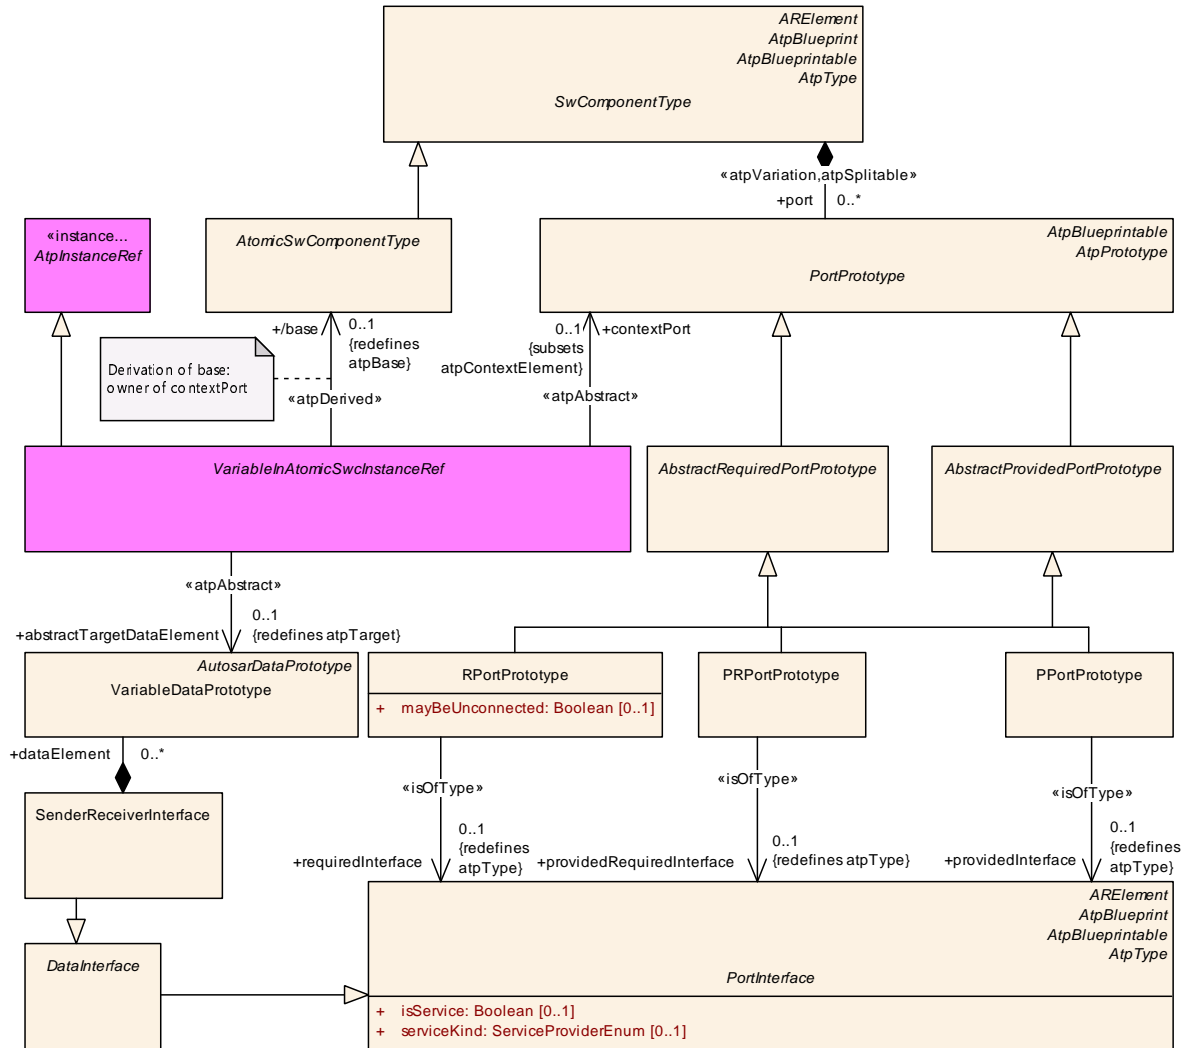 ARElement
AtpBlueprint
AtpBlueprintable
AtpType
SwComponentType
«atpVariation,atpSplitable»
+port 0..*
«instance...
AtpInstanceRef
AtomicSwComponentType
AtpBlueprintable
AtpPrototype
PortPrototype
+/base 0..1
{redefines
atpBase}
0..1 +contextPort
{subsets
atpContextElement}
Derivation of base:
owner of contextPort
«atpDerived»
«atpAbstract»
VariableInAtomicSwcInstanceRef
AbstractRequiredPortPrototype
AbstractProvidedPortPrototype
«atpAbstract»
0..1
+abstractTargetDataElement {redefines atpTarget}
AutosarDataPrototype
VariableDataPrototype
RPortPrototype
+ mayBeUnconnected: Boolean [0..1]
PRPortPrototype
PPortPrototype
+dataElement 0..*
«isOfType»
«isOfType»
«isOfType»
SenderReceiverInterface
0..1
{redefines
atpType}
+requiredInterface
0..1
{redefines atpType}
+providedRequiredInterface
0..1
{redefines
atpType}
+providedInterface
DataInterface
ARElement
AtpBlueprint
AtpBlueprintable
AtpType
PortInterface
+ isService: Boolean [0..1]
+ serviceKind: ServiceProviderEnum [0..1]